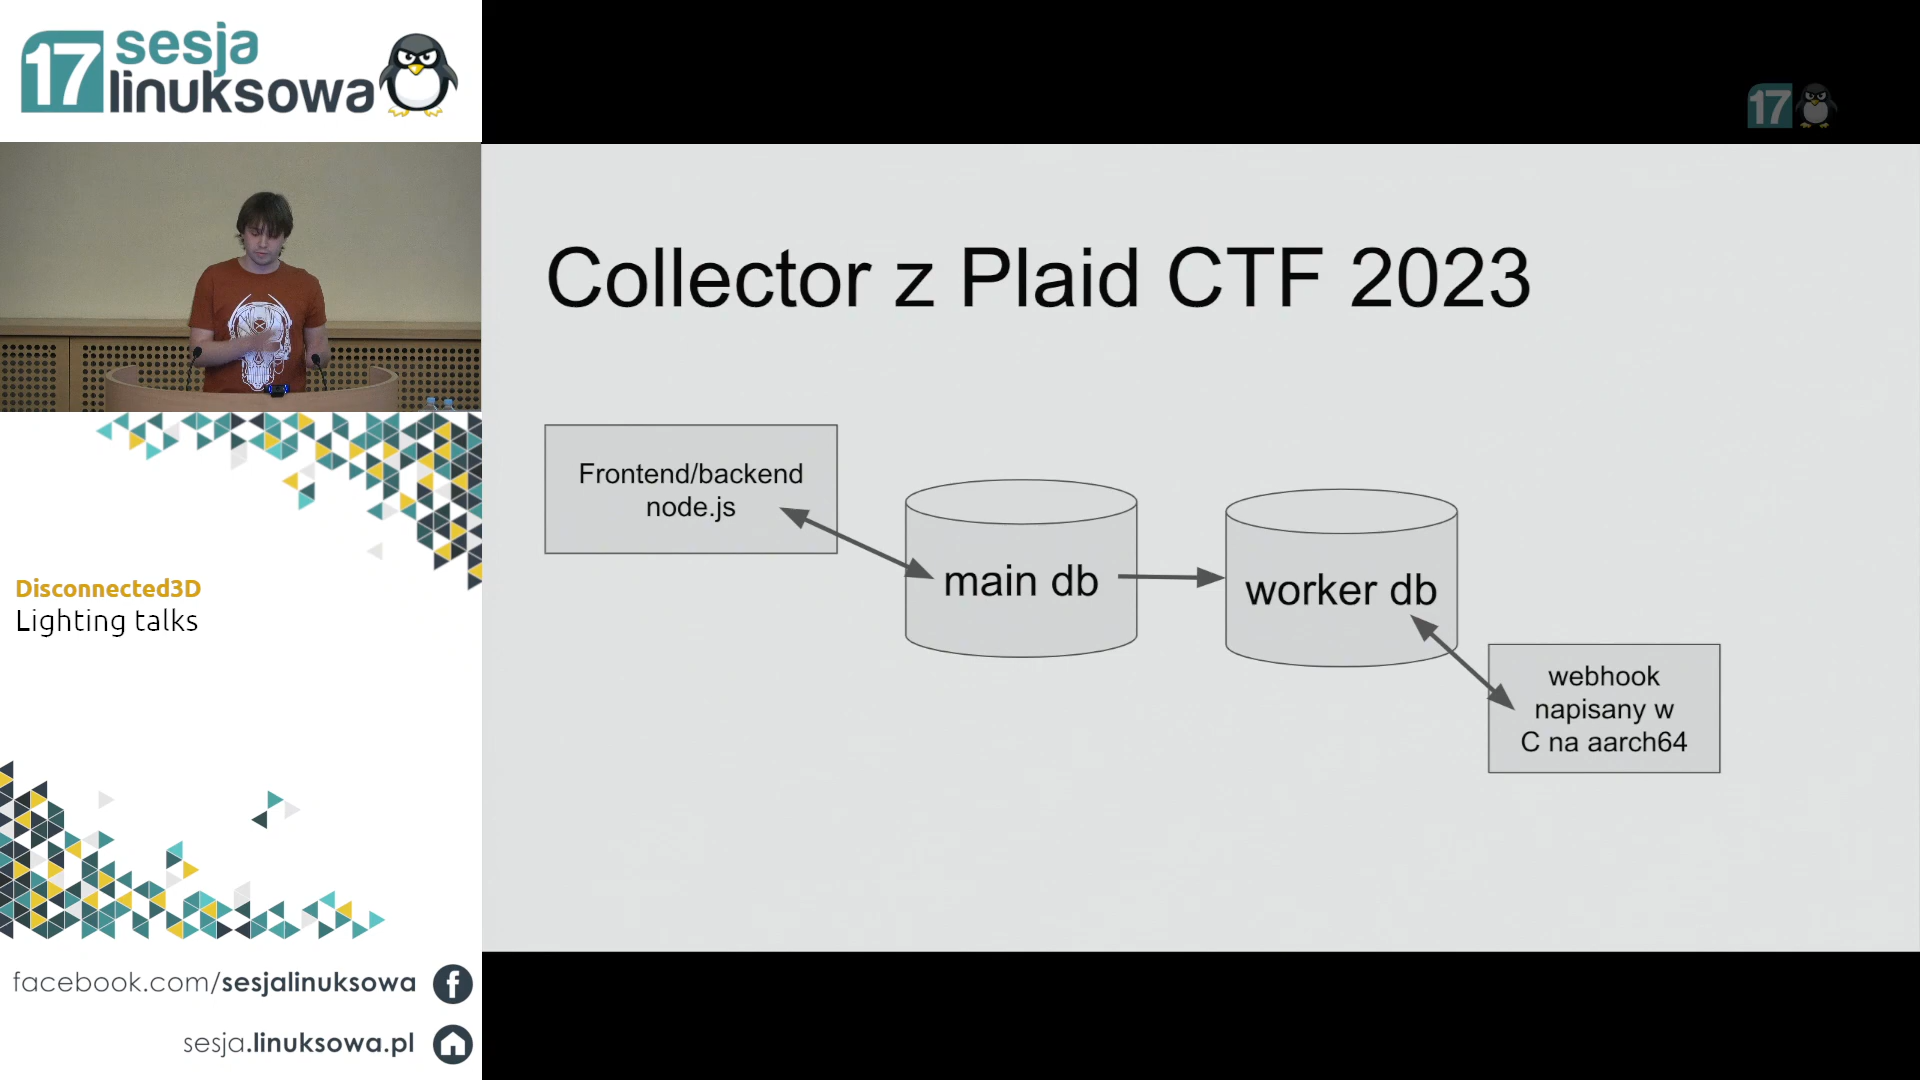 17 sesja
linuksowa
17
Collector z Plaid CTF 2023
Frontend/backend
node.js
main db
worker db
webhook
napisany w
C na aarch64
Disconnected3D
Lighting talks
facebook.com/sesjalinuksowa
sesja.linuksowa.pl